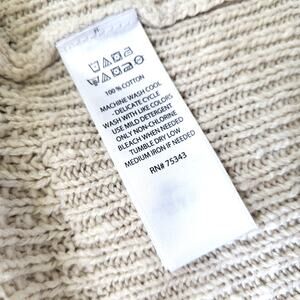 100 % COTTON
MACHINE WASH COOL
- DELICATE CYCLE
WASH WITH LIKE COLORS
USE MILD DETERGENT
ONLY NON-CHLORINE
BLEACH WHEN NEEDED
TUMBLE DRY LOW
MEDIUM IRON IF NEEDED
RN# 75343